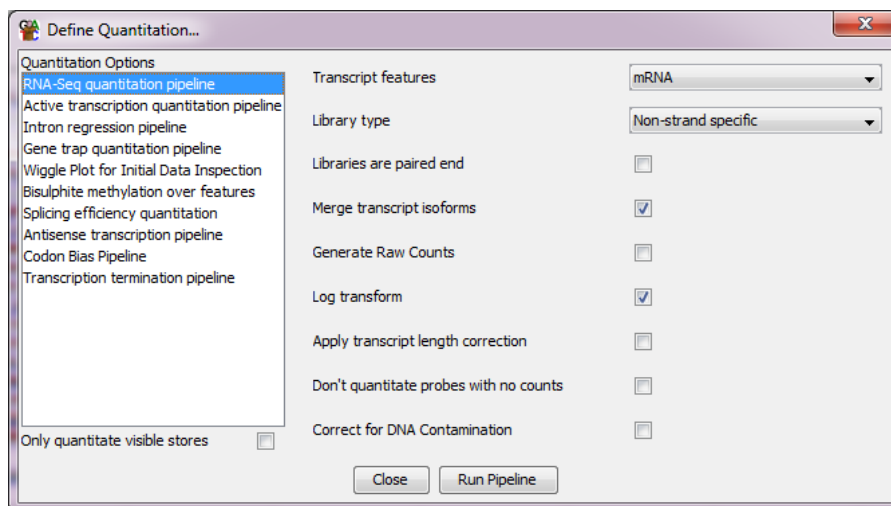 Define Quantitation...
Quantitation Options
RNA-Seq quantitation pipeline
Active transcription quantitation pipeline
Intron regression pipeline
Gene trap quantitation pipeline
Wiggle Plot for Initial Data Inspection
Bisulphite methylation over features
Splicing efficiency quantitation
Antisense transcription pipeline
Codon Bias Pipeline
Transcription termination pipeline
Only quantitate visible stores
Transcript features mRNA
Library type Non-strand specific
Libraries are paired end
Merge transcript isoforms
Generate Raw Counts
Log transform
Apply transcript length correction
Don't quantitate probes with no counts
Correct for DNA Contamination
Close Run Pipeline